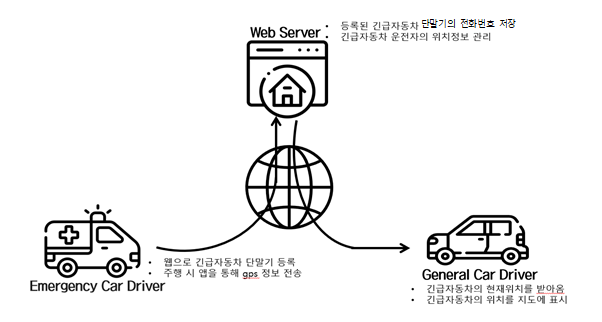 Web Server
• 등록된 긴급자동차 단말기의 전화번호 저장
• 긴급자동차 운전자의 위치정보 관리
Emergency Car Driver
• 웹으로 긴급자동차 단말기 등록
• 주행 시 앱을 통해 gps 정보 전송
General Car Driver
• 긴급자동차의 현재위치를 받아옴
• 긴급자동차의 위치를 지도에 표시